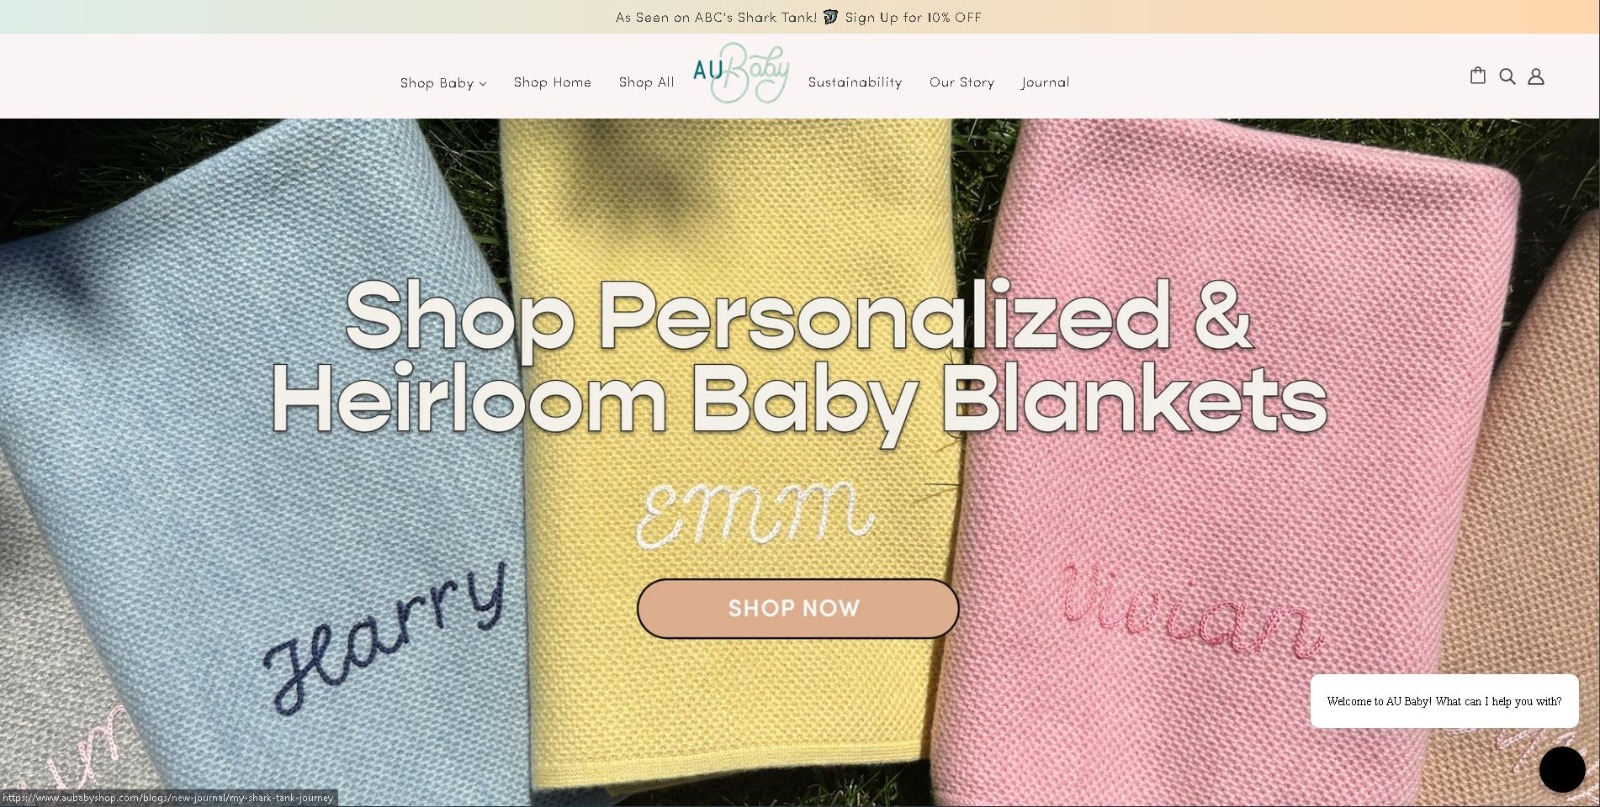 As Seen on ABC's Shark Tank! Sign Up for 10% OFF
Shop Baby Shop Home Shop All AU Baby Sustainability Our Story Journal
Shop Personalized &
Heirloom Baby Blankets
Emm
SHOP NOW
Harry
Vivian
Welcome to AU Baby! What can I help you with?
https://www.aubabyshop.com/blogs/new-journal/my-shark-tank-journey